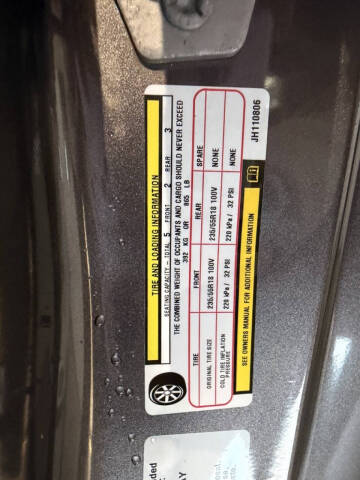 TIRE AND LOADING INFORMATION
SEATING CAPACITY - TOTAL 5 FRONT 2 REAR 3
THE COMBINED WEIGHT OF OCCUPANTS AND CARGO SHOULD NEVER EXCEED
392 KG OR 865 LB
TIRE FRONT REAR SPARE
ORIGINAL TIRE SIZE 235/55R18 100V 235/55R18 100V NONE
COLD TIRE INFLATION PRESSURE 220 kPa / 32 PSI 220 kPa / 32 PSI NONE
SEE OWNERS MANUAL FOR ADDITIONAL INFORMATION
JH110806